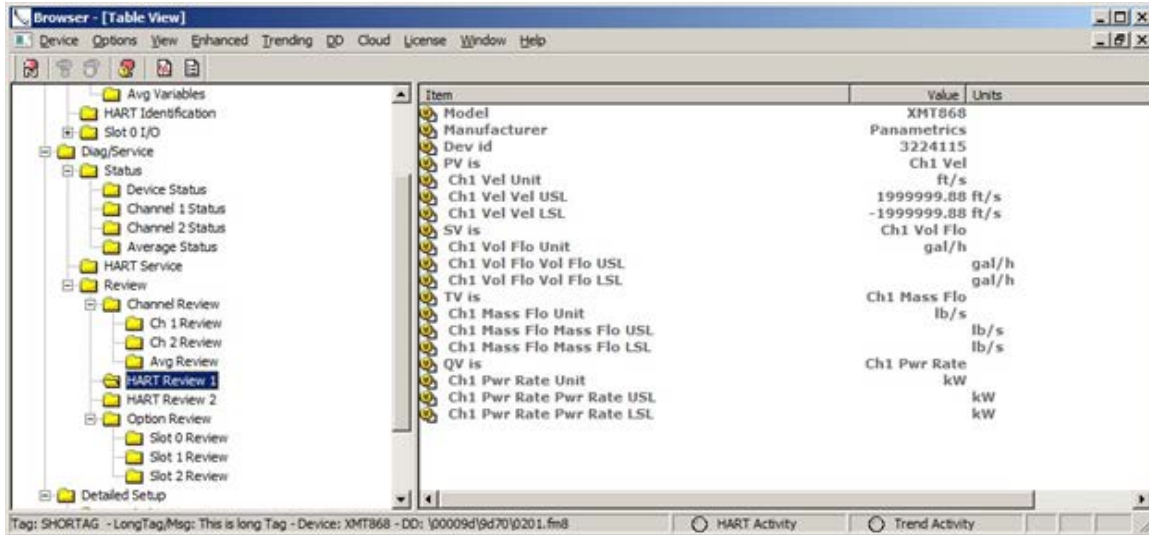 Browser - [Table View]
Device Options View Enhanced Trending DD Cloud License Window Help
Avg Variables
HART Identification
Slot 0 I/O
Diag/Service
Status
Device Status
Channel 1 Status
Channel 2 Status
Average Status
HART Service
Review
Channel Review
Ch 1 Review
Ch 2 Review
Avg Review
HART Review 1
HART Review 2
Option Review
Slot 0 Review
Slot 1 Review
Slot 2 Review
Detailed Setup
Item Value Units
Model XMT868
Manufacturer Panametrics
Dev id 3224115
PV is Ch1 Vel
Ch1 Vel Unit ft/s
Ch1 Vel Vel USL 1999999.88 ft/s
Ch1 Vel Vel LSL -1999999.88 ft/s
SV is Ch1 Vol Flo
Ch1 Vol Flo Unit gal/h
Ch1 Vol Flo Vol Flo USL gal/h
Ch1 Vol Flo Vol Flo LSL gal/h
TV is Ch1 Mass Flo
Ch1 Mass Flo Unit lb/s
Ch1 Mass Flo Mass Flo USL lb/s
Ch1 Mass Flo Mass Flo LSL lb/s
QV is Ch1 Pwr Rate
Ch1 Pwr Rate Unit kW
Ch1 Pwr Rate Pwr Rate USL kW
Ch1 Pwr Rate Pwr Rate LSL kW
Tag: SHORTAG - LongTag/Msg: This is long Tag - Device: XMT868 - DD: \00009d\9d70\0201.fm8 HART Activity Trend Activity